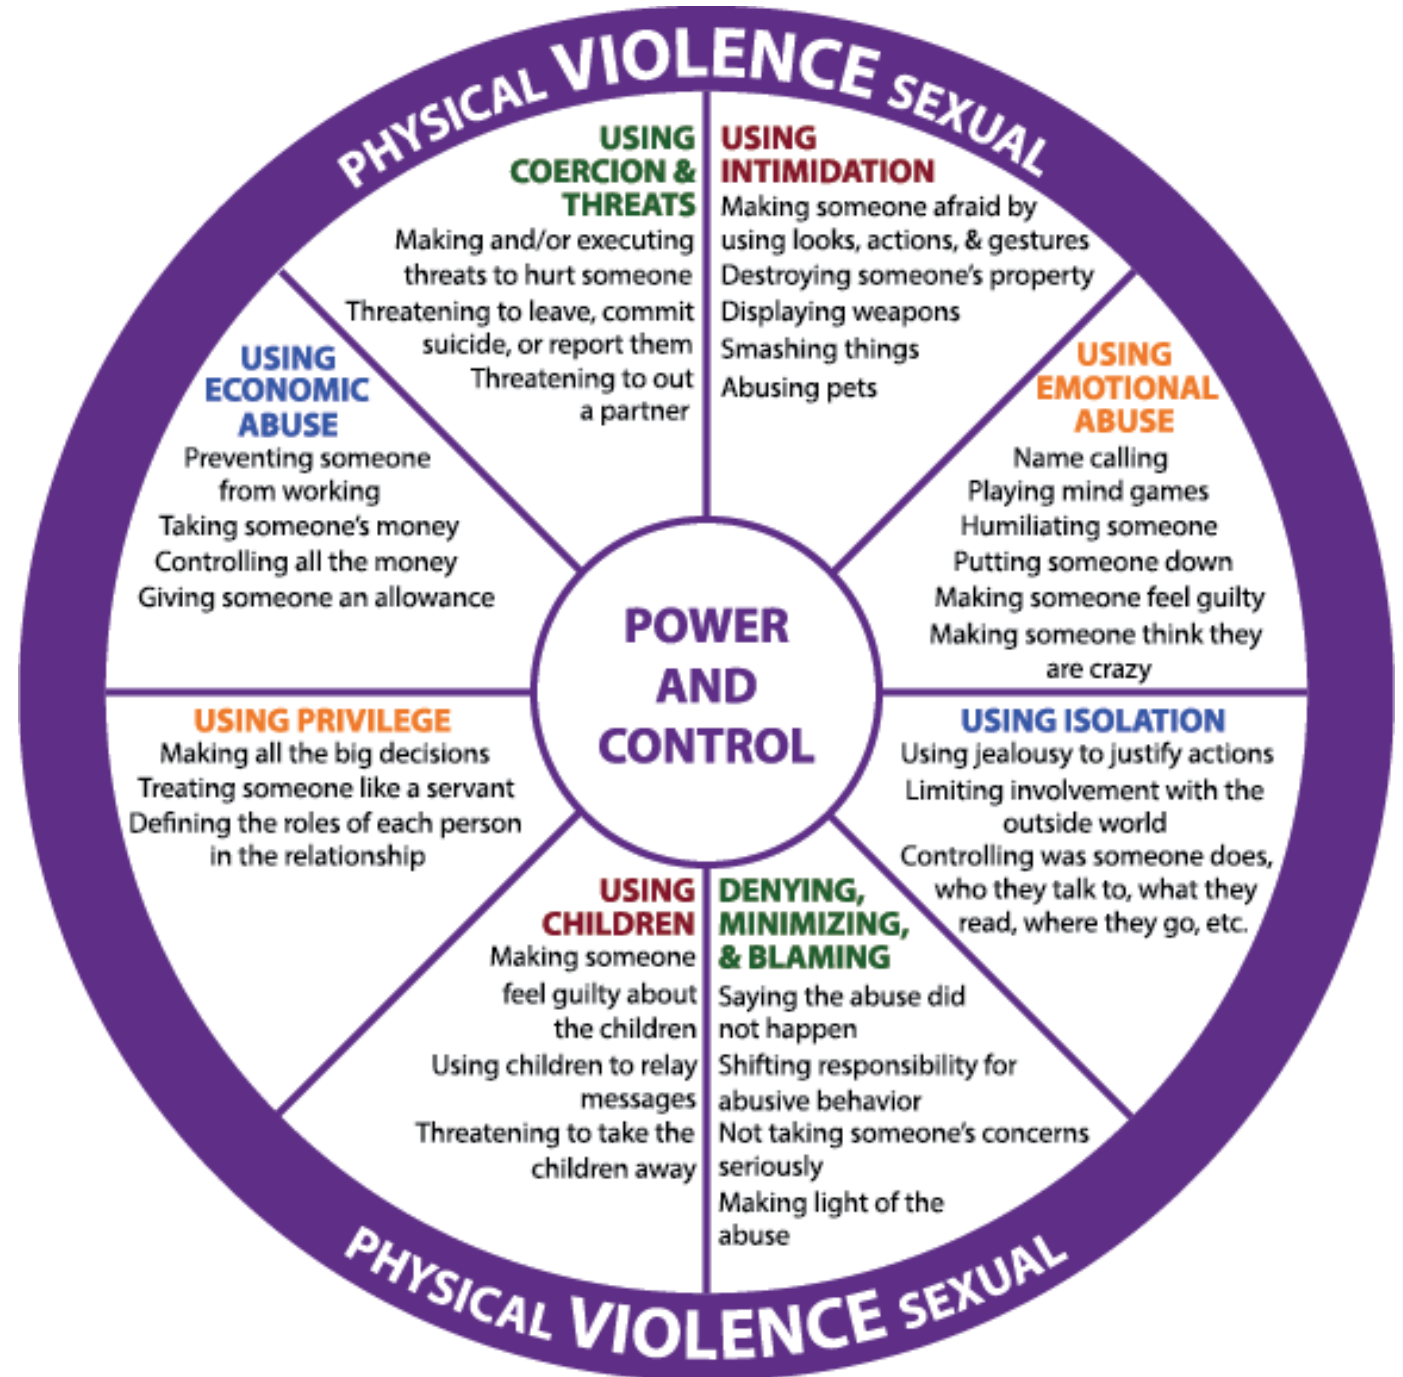 PHYSICAL VIOLENCE SEXUAL
USING
COERCION &
THREATS
Making and/or executing
threats to hurt someone
Threatening to leave, commit
suicide, or report them
Threatening to out
a partner
USING
INTIMIDATION
Making someone afraid by
using looks, actions, & gestures
Destroying someone's property
Displaying weapons
Smashing things
Abusing pets
USING
EMOTIONAL
ABUSE
Name calling
Playing mind games
Humiliating someone
Putting someone down
Making someone feel guilty
Making someone think they
are crazy
USING ISOLATION
Using jealousy to justify actions
Limiting involvement with the
outside world
Controlling was someone does,
who they talk to, what they
read, where they go, etc.
DENYING,
MINIMIZING,
& BLAMING
Saying the abuse did
not happen
Shifting responsibility for
abusive behavior
Not taking someone's concerns
seriously
Making light of the
abuse
USING
CHILDREN
Making someone
feel guilty about
the children
Using children to relay
messages
Threatening to take the
children away
USING PRIVILEGE
Making all the big decisions
Treating someone like a servant
Defining the roles of each person
in the relationship
USING
ECONOMIC
ABUSE
Preventing someone
from working
Taking someone's money
Controlling all the money
Giving someone an allowance
POWER
AND
CONTROL
PHYSICAL VIOLENCE SEXUAL